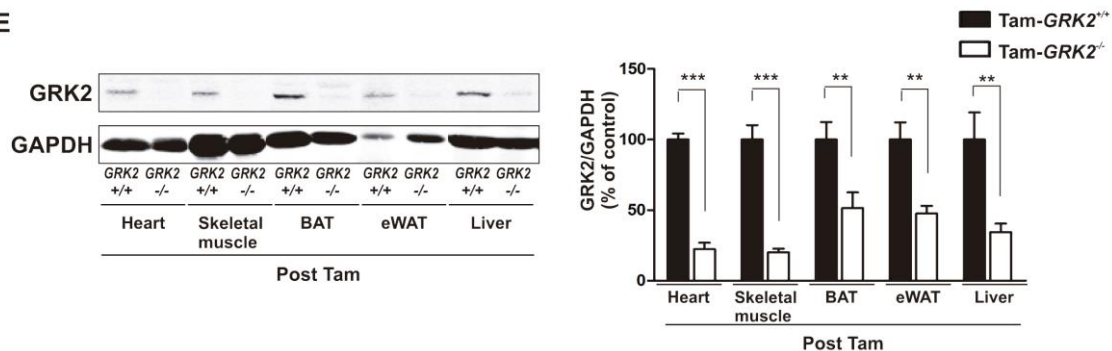 E
GRK2
GAPDH
GRK2 GRK2 GRK2 GRK2 GRK2 GRK2 GRK2 GRK2 GRK2 GRK2
+/+ -/- +/+ -/- +/+ -/- +/+ -/- +/+ -/-
Heart Skeletal muscle BAT eWAT Liver
Post Tam
Tam-GRK2+/+
Tam-GRK2-/-
GRK2/GAPDH
(% of control)
150
100
50
0
*** *** ** ** **
Heart Skeletal muscle BAT eWAT Liver
Post Tam